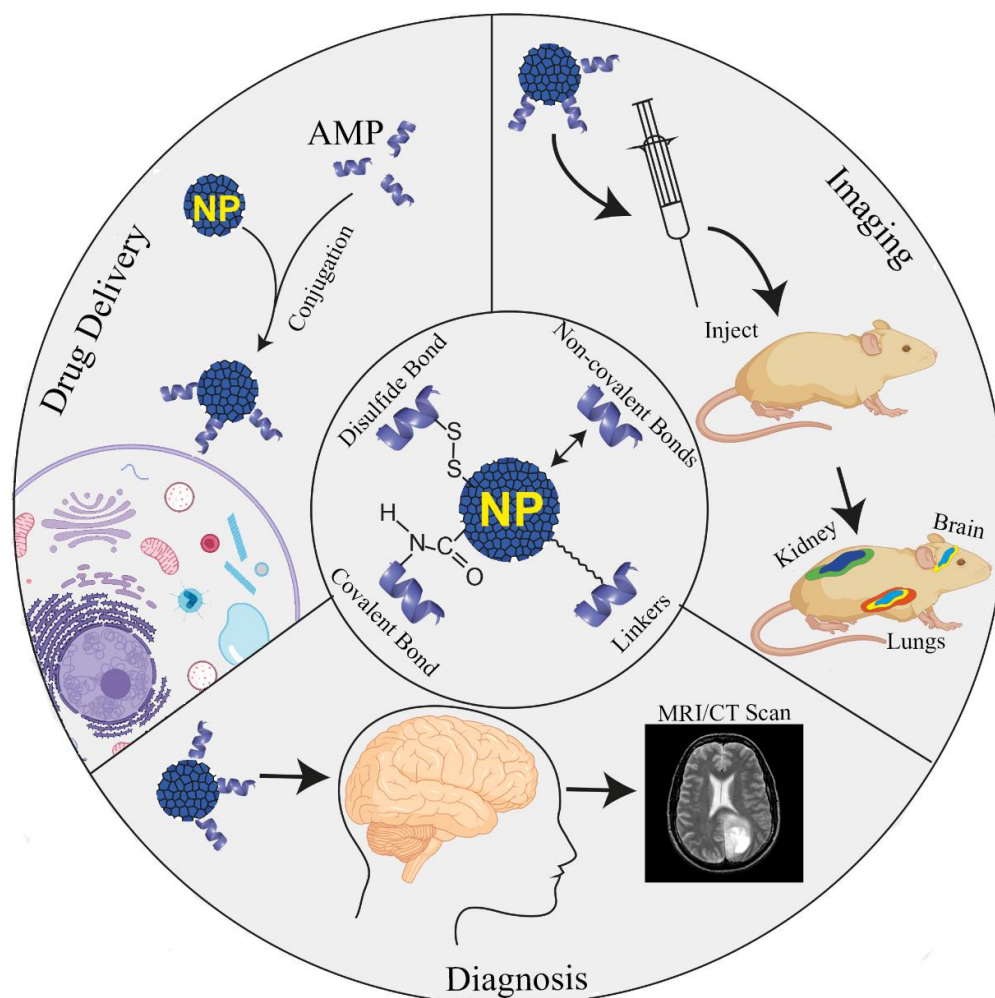 AMP
NP
Conjugation
Drug Delivery
Imaging
Inject
Kidney
Brain
Lungs
Disulfide Bond
Non-covalent Bonds
S
S
NP
H
N
C
O
Covalent Bond
Linkers
MRI/CT Scan
Diagnosis